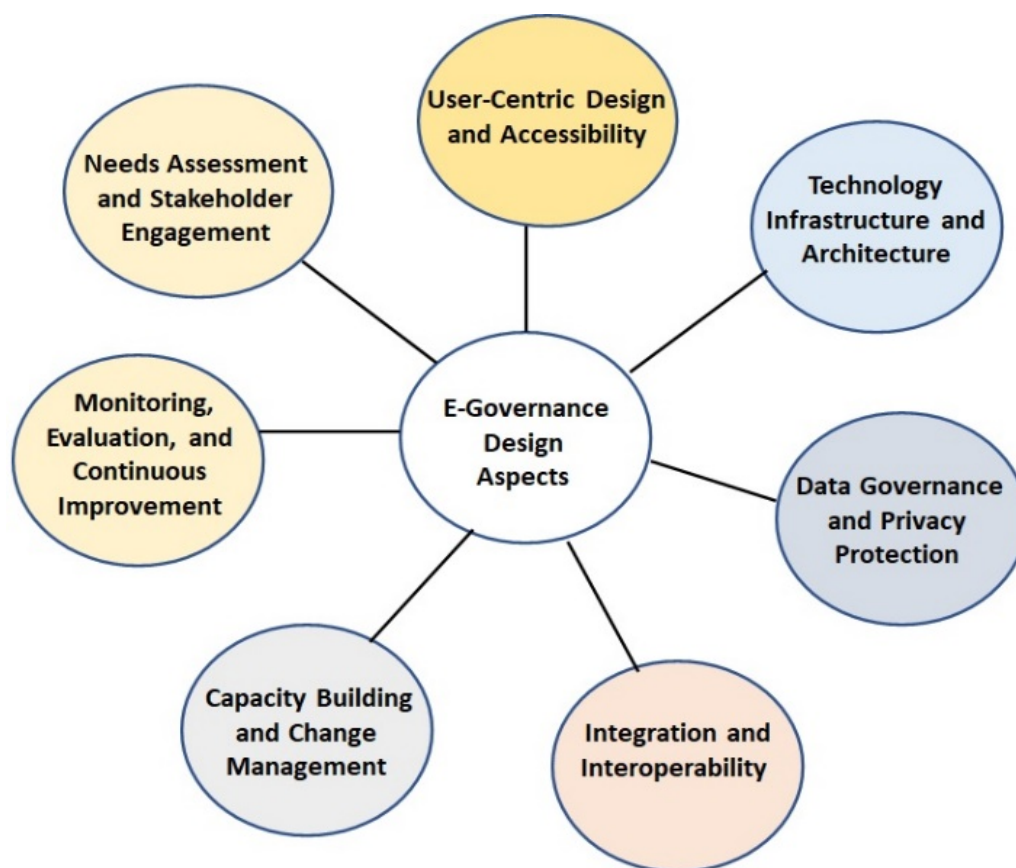 User-Centric Design
and Accessibility
Needs Assessment
and Stakeholder
Engagement
Technology
Infrastructure and
Architecture
Monitoring,
Evaluation, and
Continuous
Improvement
E-Governance
Design
Aspects
Data Governance
and Privacy
Protection
Capacity Building
and Change
Management
Integration and
Interoperability